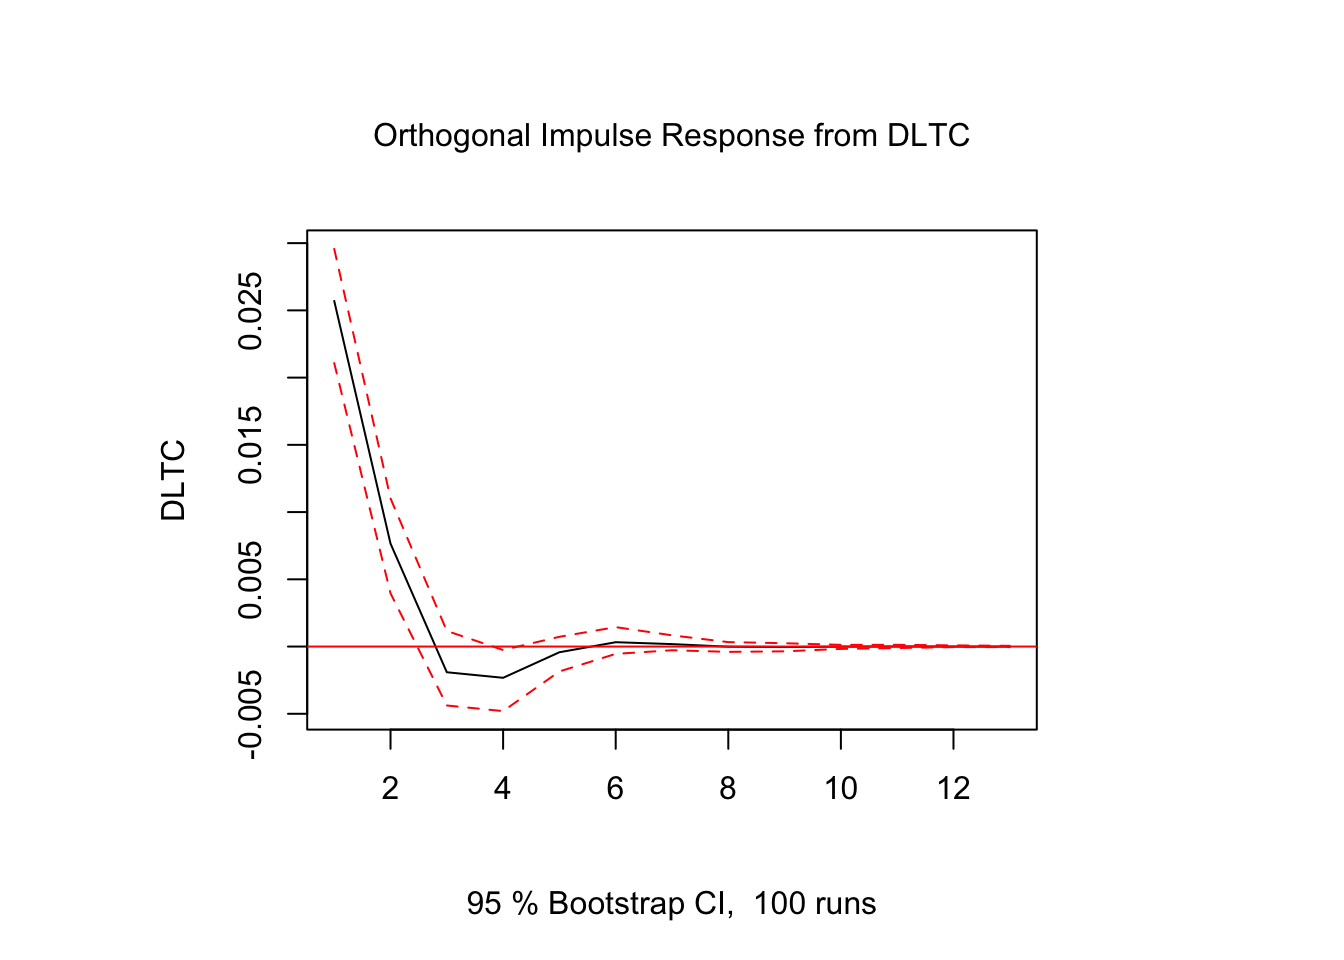 Orthogonal Impulse Response from DLTC
DLTC
0.025
0.015
0.005
-0.005
2 4 6 8 10 12
95 % Bootstrap CI,  100 runs